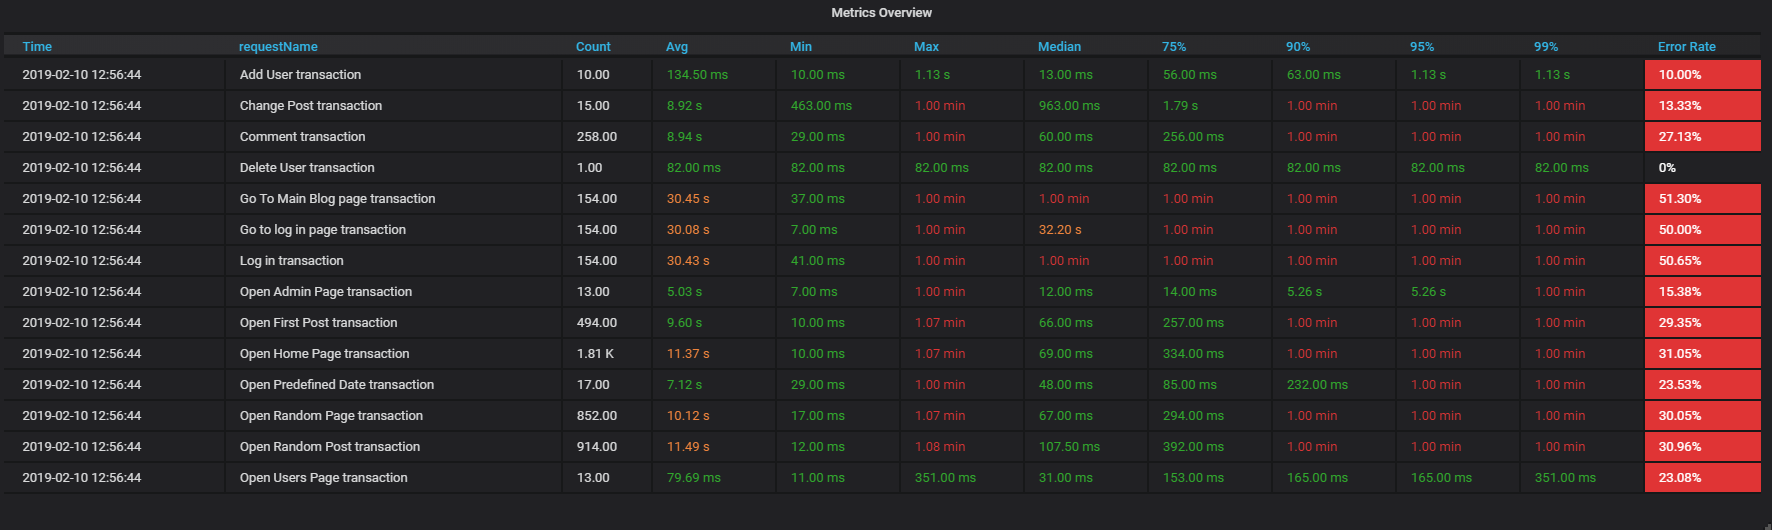 Metrics Overview
Time requestName Count Avg Min Max Median 75% 90% 95% 99% Error Rate
2019-02-10 12:56:44 Add User transaction 10.00 134.50 ms 10.00 ms 1.13 s 13.00 ms 56.00 ms 63.00 ms 1.13 s 1.13 s 10.00%
2019-02-10 12:56:44 Change Post transaction 15.00 8.92 s 463.00 ms 1.00 min 963.00 ms 1.79 s 1.00 min 1.00 min 1.00 min 13.33%
2019-02-10 12:56:44 Comment transaction 258.00 8.94 s 29.00 ms 1.00 min 60.00 ms 256.00 ms 1.00 min 1.00 min 1.00 min 27.13%
2019-02-10 12:56:44 Delete User transaction 1.00 82.00 ms 82.00 ms 82.00 ms 82.00 ms 82.00 ms 82.00 ms 82.00 ms 82.00 ms 0%
2019-02-10 12:56:44 Go To Main Blog page transaction 154.00 30.45 s 37.00 ms 1.00 min 1.00 min 1.00 min 1.00 min 1.00 min 1.00 min 51.30%
2019-02-10 12:56:44 Go to log in page transaction 154.00 30.08 s 7.00 ms 1.00 min 32.20 s 1.00 min 1.00 min 1.00 min 1.00 min 50.00%
2019-02-10 12:56:44 Log in transaction 154.00 30.43 s 41.00 ms 1.00 min 1.00 min 1.00 min 1.00 min 1.00 min 1.00 min 50.65%
2019-02-10 12:56:44 Open Admin Page transaction 13.00 5.03 s 7.00 ms 1.00 min 12.00 ms 14.00 ms 5.26 s 5.26 s 1.00 min 15.38%
2019-02-10 12:56:44 Open First Post transaction 494.00 9.60 s 10.00 ms 1.07 min 66.00 ms 257.00 ms 1.00 min 1.00 min 1.00 min 29.35%
2019-02-10 12:56:44 Open Home Page transaction 1.81 K 11.37 s 10.00 ms 1.07 min 69.00 ms 334.00 ms 1.00 min 1.00 min 1.00 min 31.05%
2019-02-10 12:56:44 Open Predefined Date transaction 17.00 7.12 s 29.00 ms 1.00 min 48.00 ms 85.00 ms 232.00 ms 1.00 min 1.00 min 23.53%
2019-02-10 12:56:44 Open Random Page transaction 852.00 10.12 s 17.00 ms 1.07 min 67.00 ms 294.00 ms 1.00 min 1.00 min 1.00 min 30.05%
2019-02-10 12:56:44 Open Random Post transaction 914.00 11.49 s 12.00 ms 1.08 min 107.50 ms 392.00 ms 1.00 min 1.00 min 1.00 min 30.96%
2019-02-10 12:56:44 Open Users Page transaction 13.00 79.69 ms 11.00 ms 351.00 ms 31.00 ms 153.00 ms 165.00 ms 165.00 ms 351.00 ms 23.08%